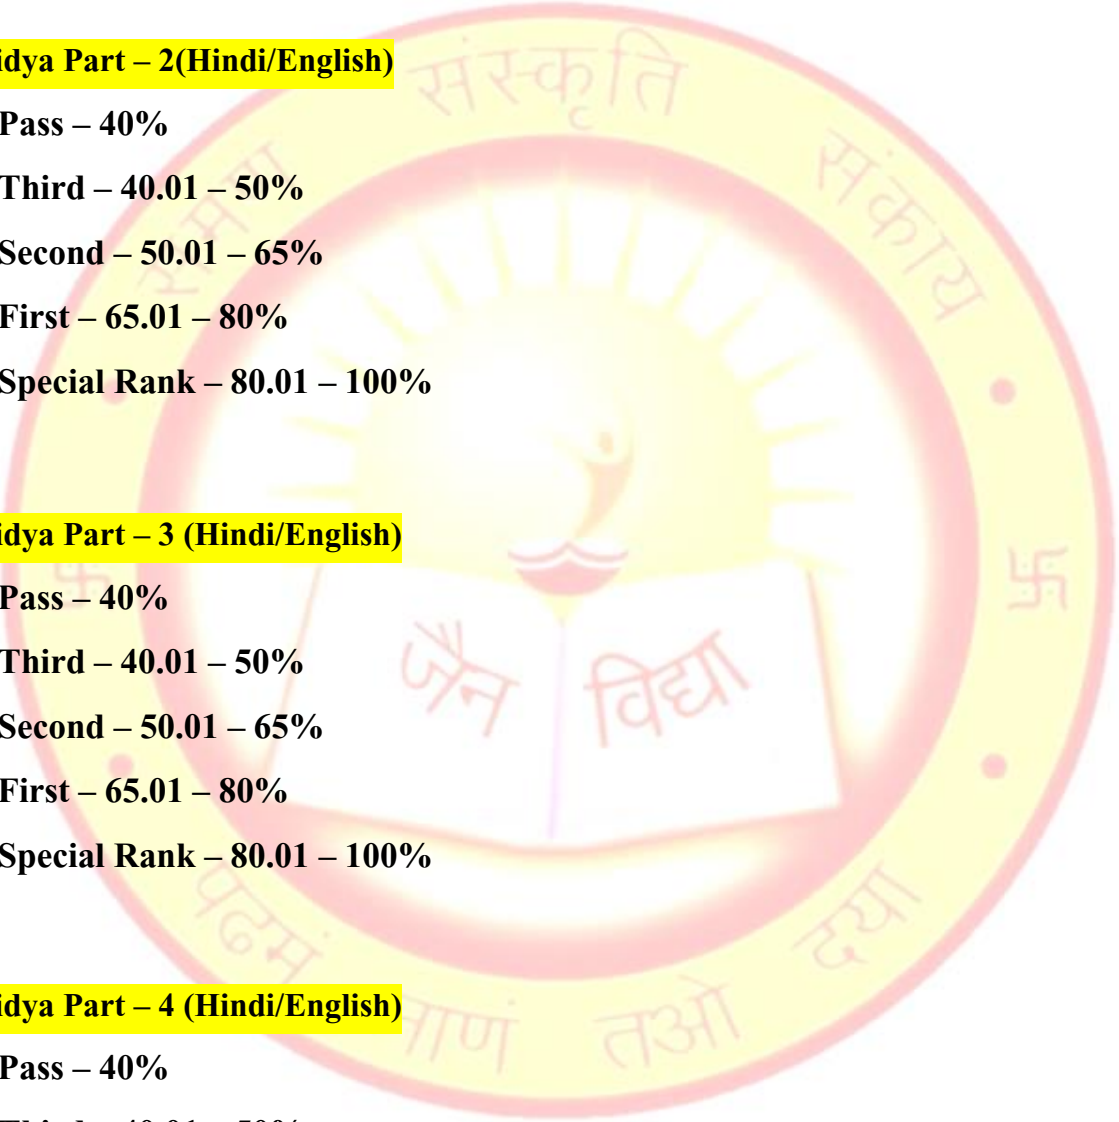 idya Part – 2(Hindi/English)
Pass – 40%
Third – 40.01 – 50%
Second – 50.01 – 65%
First – 65.01 – 80%
Special Rank – 80.01 – 100%
idya Part – 3 (Hindi/English)
Pass – 40%
Third – 40.01 – 50%
Second – 50.01 – 65%
First – 65.01 – 80%
Special Rank – 80.01 – 100%
idya Part – 4 (Hindi/English)
Pass – 40%
संस्कृति संकाय
जैन विद्या
पढमं णाणं तओ दया